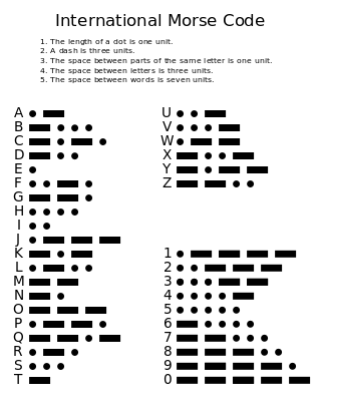 International Morse Code
1. The length of a dot is one unit.
2. A dash is three units.
3. The space between parts of the same letter is one unit.
4. The space between letters is three units.
5. The space between words is seven units.
A
B
C
D
E
F
G
H
I
J
K
L
M
N
O
P
Q
R
S
T
U
V
W
X
Y
Z
1
2
3
4
5
6
7
8
9
0